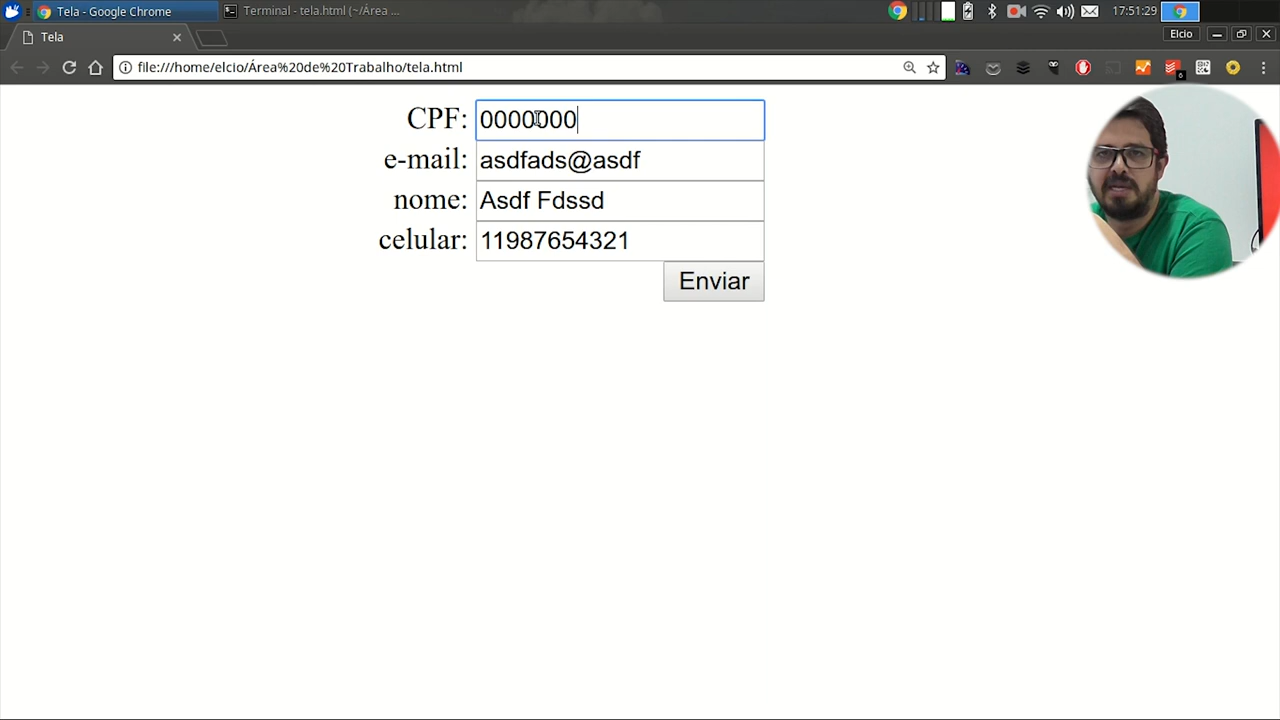 Tela - Google Chrome
Terminal - tela.html (~/Área ...
17:51:29
Tela
Elcio
file:///home/elcio/Área%20de%20Trabalho/tela.html
6
CPF: 0000000
e-mail: asdfads@asdf
nome: Asdf Fdssd
celular: 11987654321
Enviar